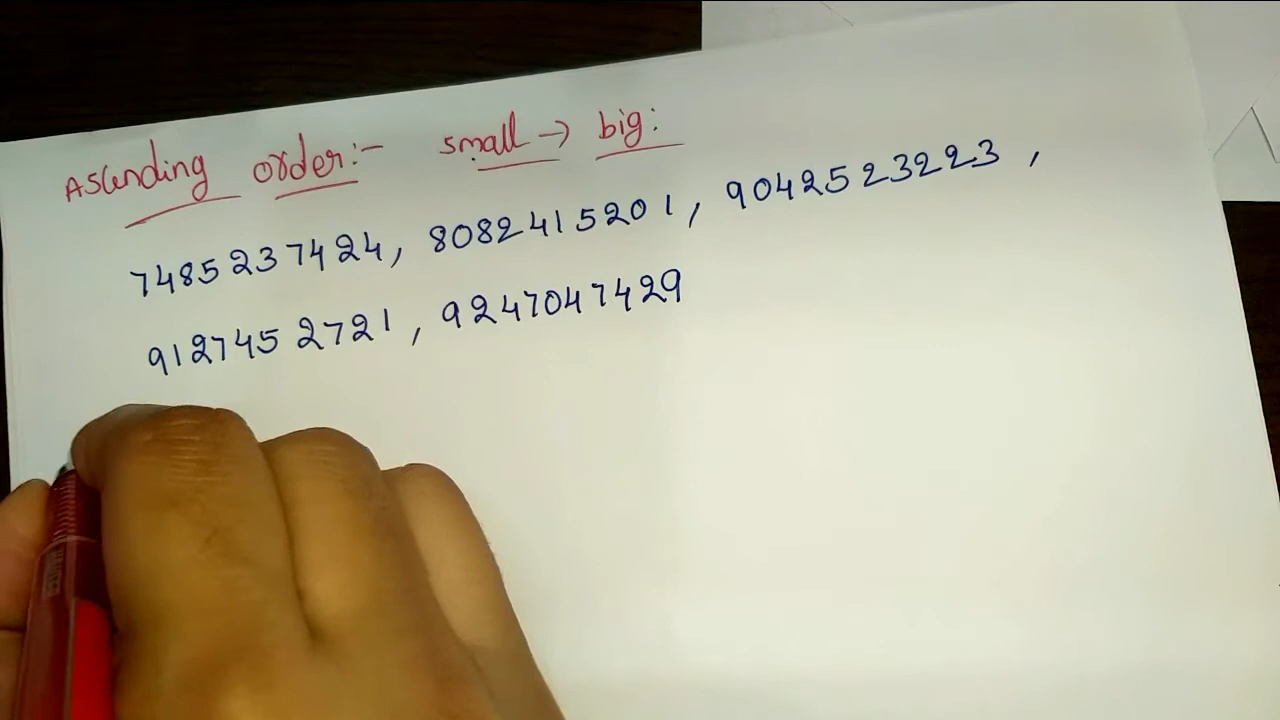 Ascending order:- small → big:
7485237424, 8082415201, 9042523223,
9127452721, 9247047429